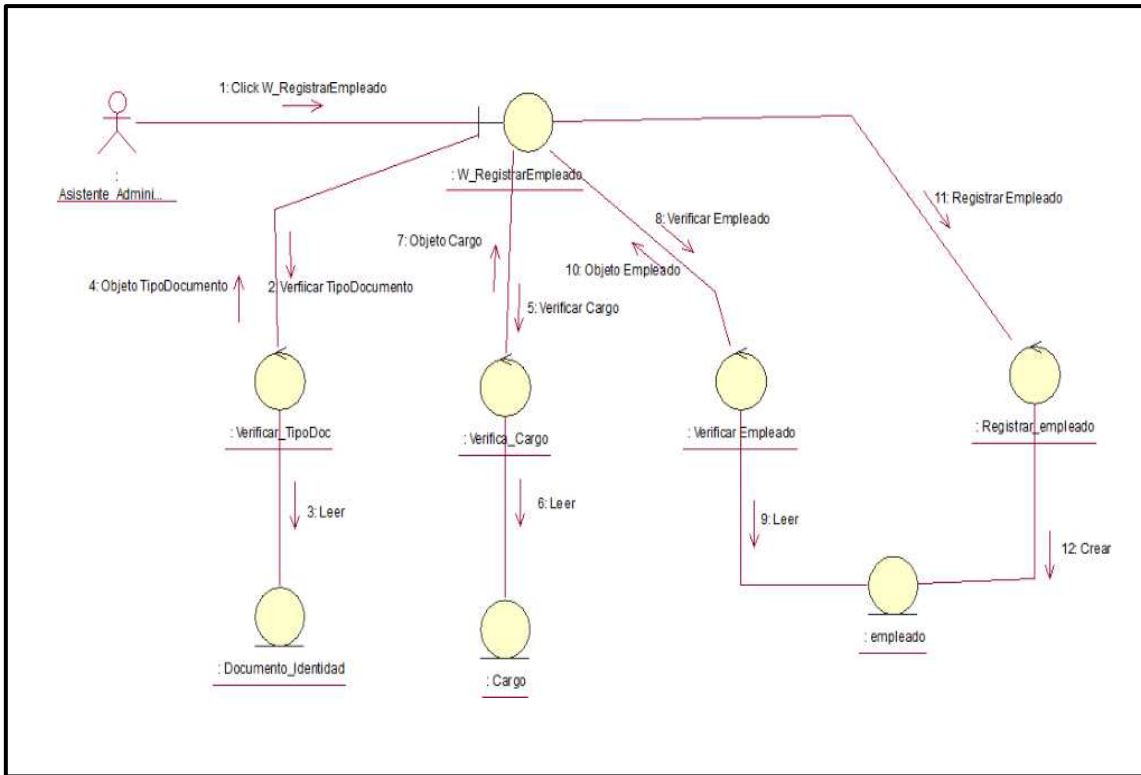 1: Click W_RegistrarEmpleado
:
Asistente_Admini...
: W_RegistrarEmpleado
11: Registrar Empleado
8: Verificar Empleado
7: Objeto Cargo
10: Objeto Empleado
4: Objeto TipoDocumento
2: Verfiicar TipoDocumento
5: Verificar Cargo
: Verificar_TipoDoc
: Verifica_Cargo
: Verificar Empleado
: Registrar_empleado
3: Leer
6: Leer
9: Leer
12: Crear
: Documento_Identidad
: Cargo
: empleado